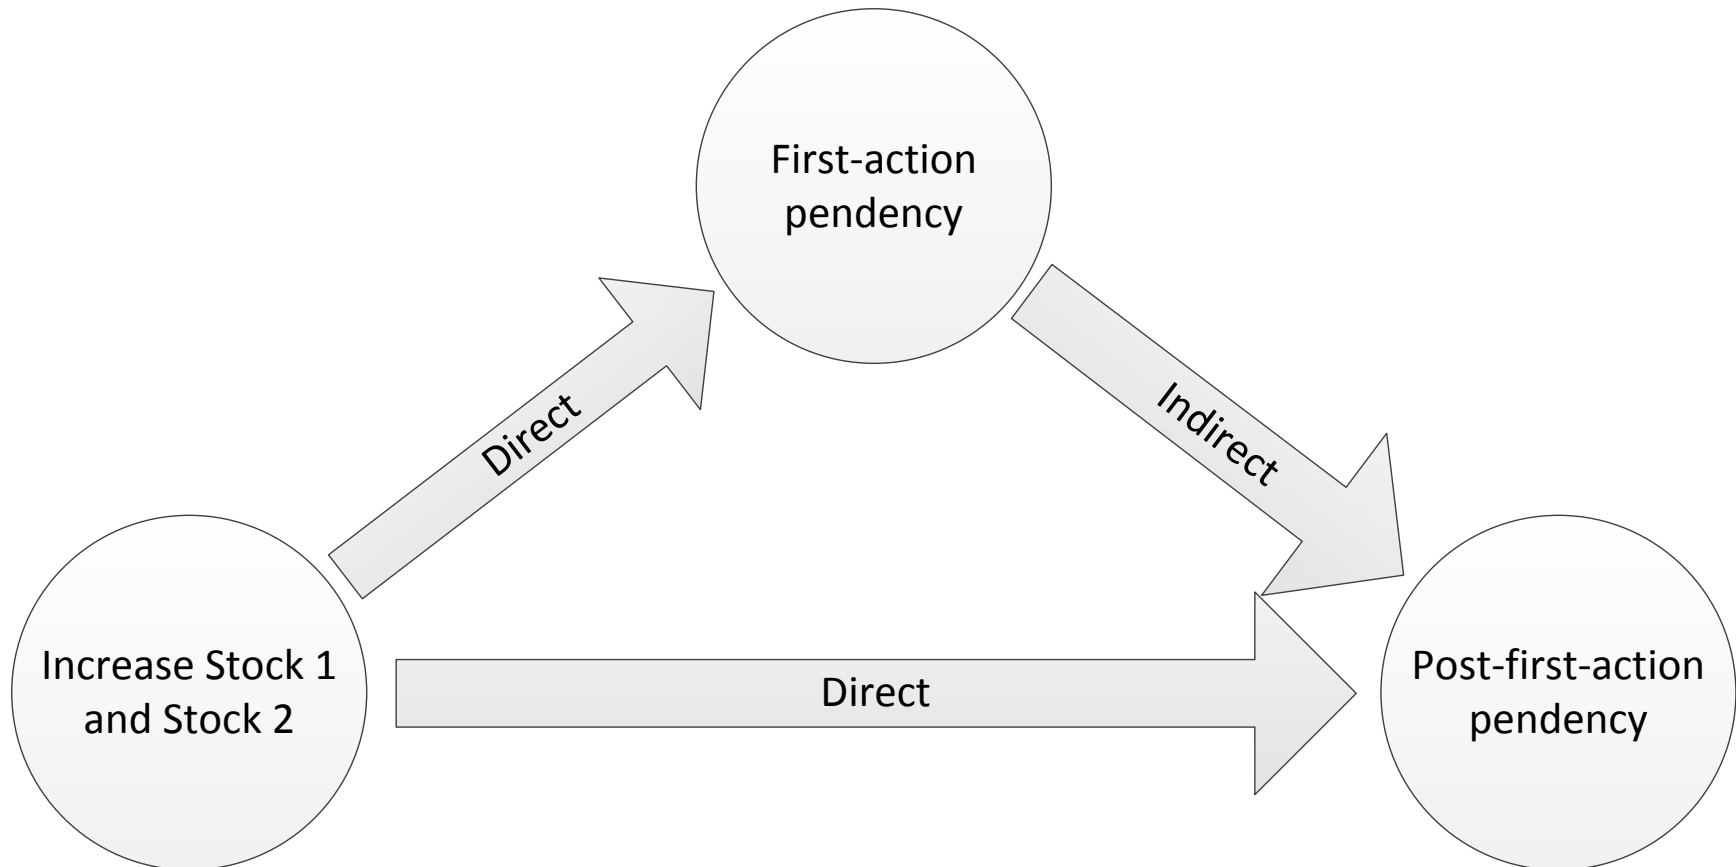 First-action
pendency
Direct
Indirect
Increase Stock 1
and Stock 2
Direct
Post-first-action
pendency